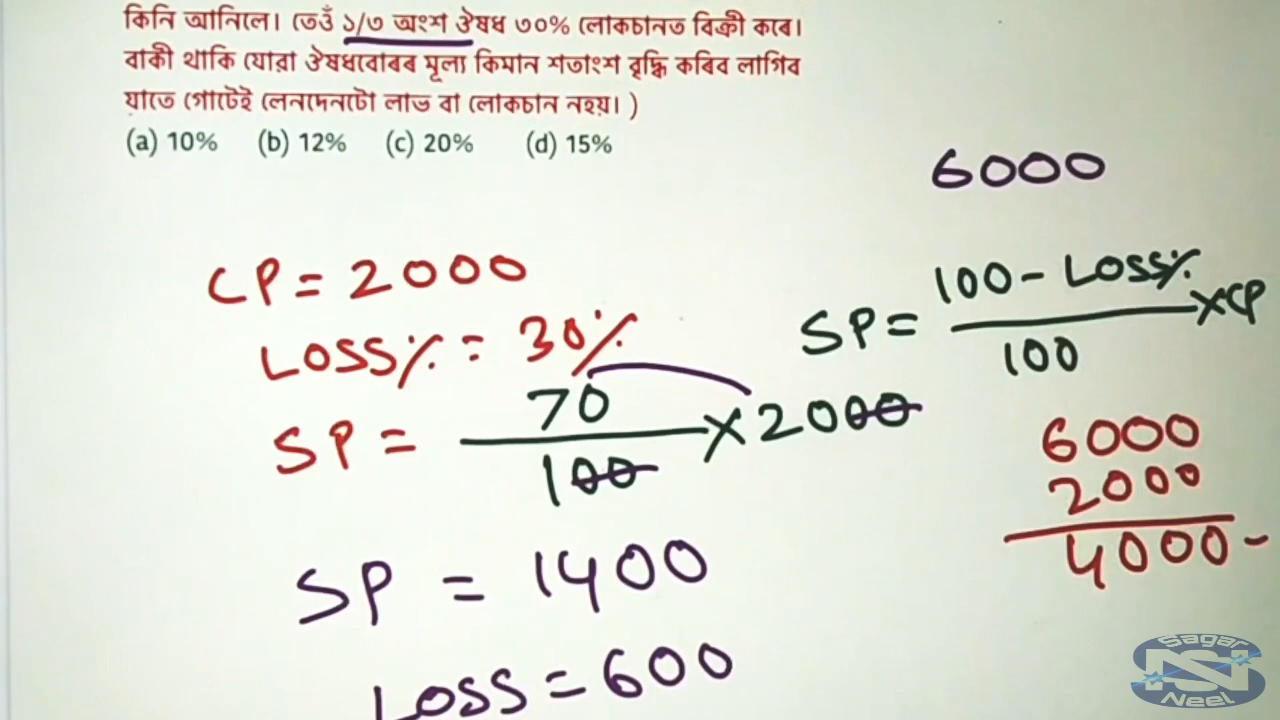 কিনি আনিলে। তেওঁ ১/৩ অংশ ঔষধ ৩০% লোকচানত বিক্ৰী কৰে।
বাকী থাকি যোৱা ঔষধবোৰৰ মূল্য কিমান শতাংশ বৃদ্ধি কৰিব লাগিব
যাতে গোটেই লেনদেনটো লাভ বা লোকচান নহয়। )
(a) 10% (b) 12% (c) 20% (d) 15%
6000
CP = 2000
LOSS% = 30%
SP = 70/100 × 2000
SP = 1400
LOSS = 600
SP = 100 - LOSS%/100 × CP
6000
2000
4000 -
Sagar
NS
Neel